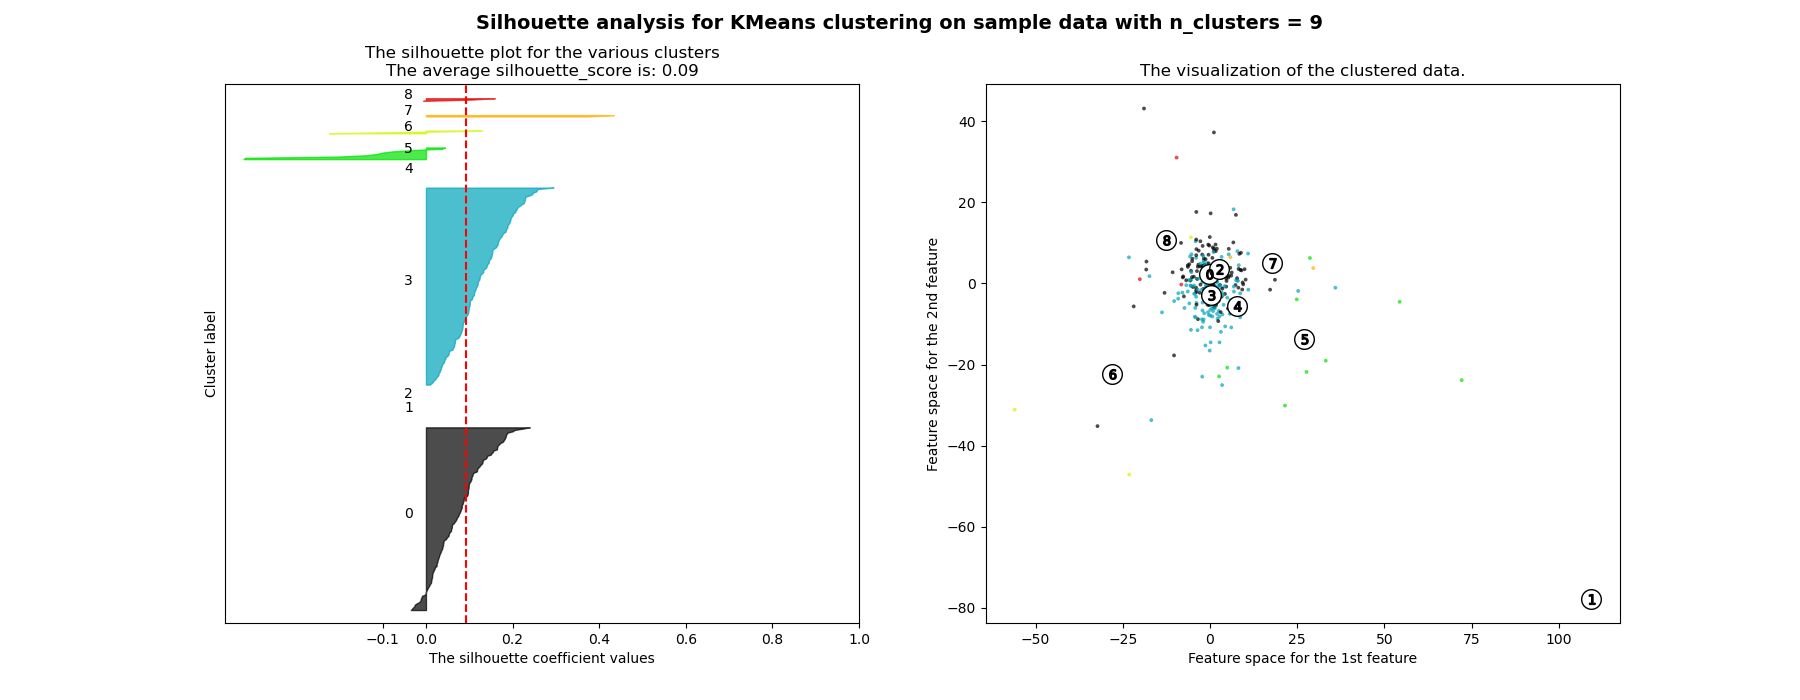 Silhouette analysis for KMeans clustering on sample data with n_clusters = 9
The silhouette plot for the various clusters
The average silhouette_score is: 0.09
8
7
6
5
4
3
2
1
0
Cluster label
−0.1 0.0 0.2 0.4 0.6 0.8 1.0
The silhouette coefficient values
The visualization of the clustered data.
40
20
0
−20
−40
−60
−80
Feature space for the 2nd feature
8
7
0
2
3
4
5
6
1
−50 −25 0 25 50 75 100
Feature space for the 1st feature